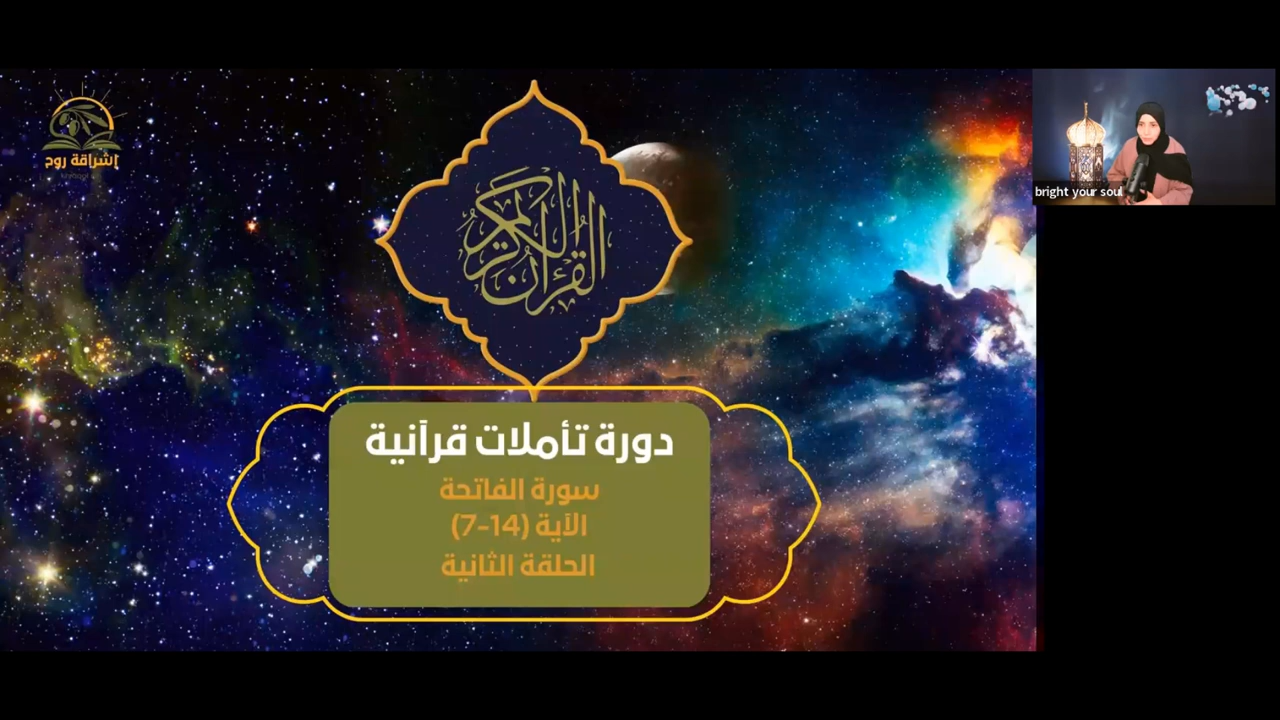 إشراقة روح
القرآن الكريم
bright your soul
دورة تأملات قرآنية
سورة الفاتحة
الآية (14-7)
الحلقة الثانية